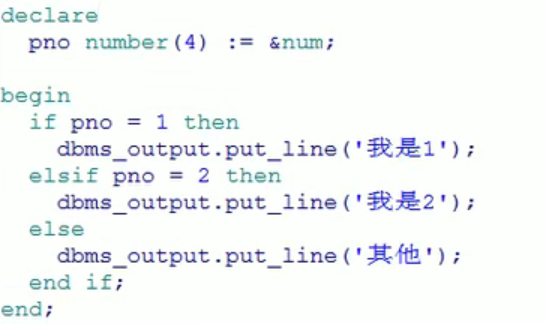 declare
  pno number(4) := &num;

begin
  if pno = 1 then
    dbms_output.put_line('我是1');
  elsif pno = 2 then
    dbms_output.put_line('我是2');
  else
    dbms_output.put_line('其他');
  end if;
end;